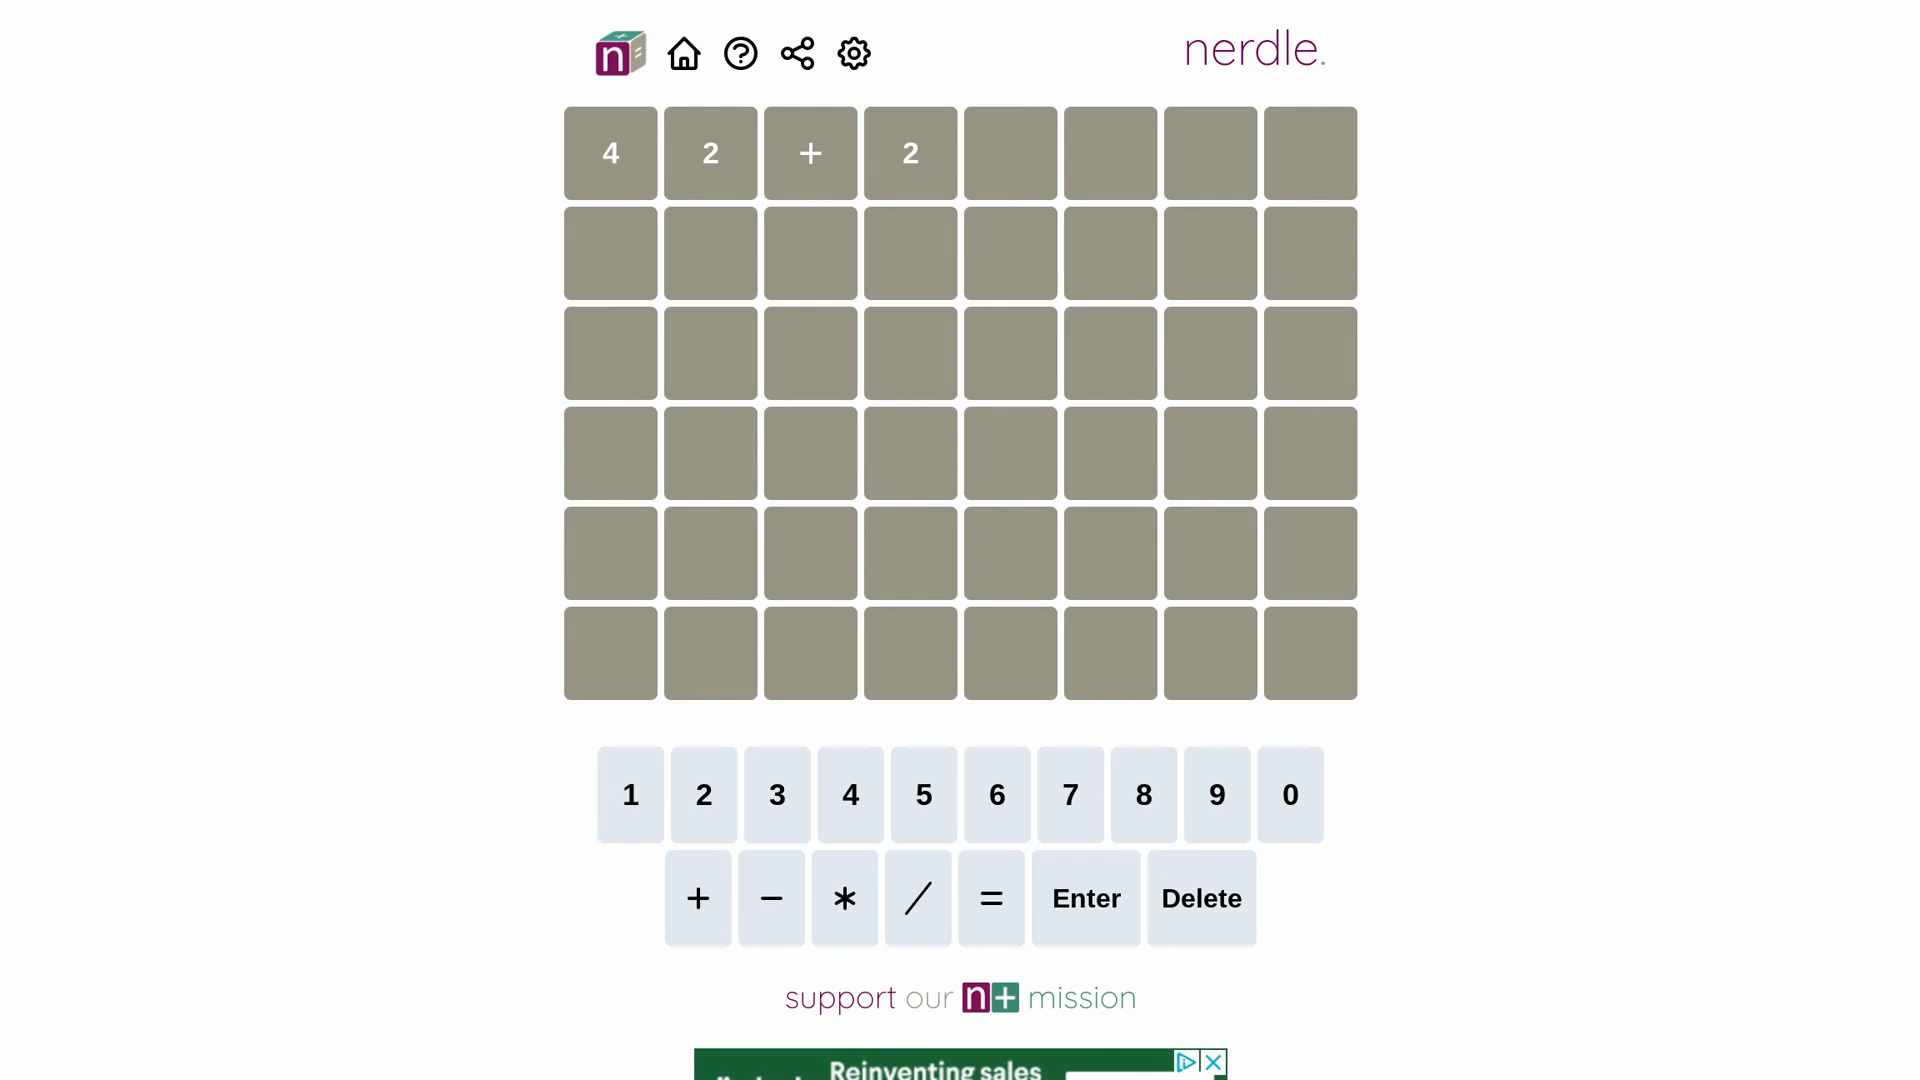 n
nerdle.
4 2 + 2
1 2 3 4 5 6 7 8 9 0
+ - * / = Enter Delete
support our n+ mission
Reinventing sales